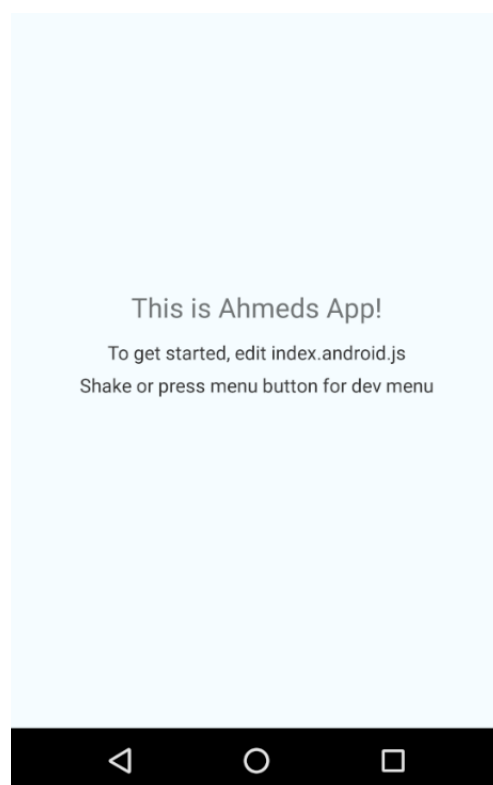 This is Ahmeds App!
To get started, edit index.android.js
Shake or press menu button for dev menu